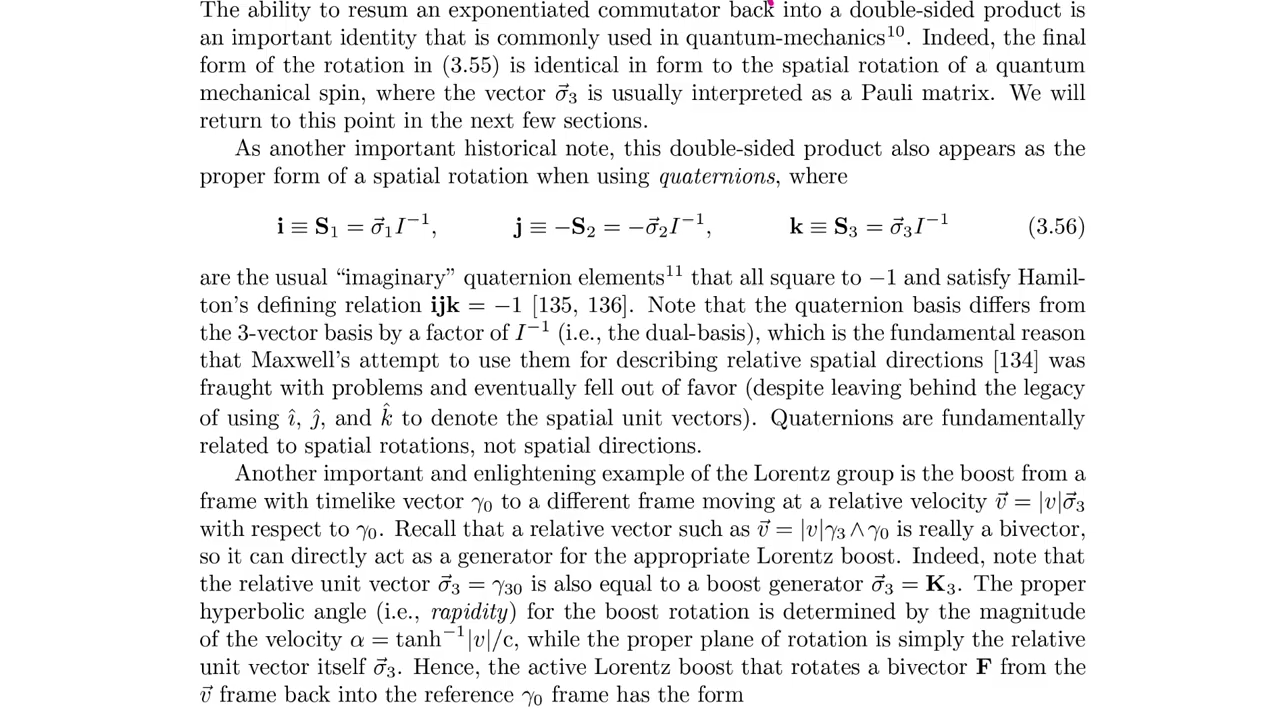 The ability to resum an exponentiated commutator back into a double-sided product is
an important identity that is commonly used in quantum-mechanics¹⁰. Indeed, the final
form of the rotation in (3.55) is identical in form to the spatial rotation of a quantum
mechanical spin, where the vector σ⃗₃ is usually interpreted as a Pauli matrix. We will
return to this point in the next few sections.
As another important historical note, this double-sided product also appears as the
proper form of a spatial rotation when using quaternions, where
i ≡ S₁ = σ⃗₁I⁻¹, j ≡ −S₂ = −σ⃗₂I⁻¹, k ≡ S₃ = σ⃗₃I⁻¹ (3.56)
are the usual “imaginary” quaternion elements¹¹ that all square to −1 and satisfy Hamil-
ton’s defining relation ijk = −1 [135, 136]. Note that the quaternion basis differs from
the 3-vector basis by a factor of I⁻¹ (i.e., the dual-basis), which is the fundamental reason
that Maxwell’s attempt to use them for describing relative spatial directions [134] was
fraught with problems and eventually fell out of favor (despite leaving behind the legacy
of using î, ĵ, and k̂ to denote the spatial unit vectors). Quaternions are fundamentally
related to spatial rotations, not spatial directions.
Another important and enlightening example of the Lorentz group is the boost from a
frame with timelike vector γ₀ to a different frame moving at a relative velocity v⃗ = |v|σ⃗₃
with respect to γ₀. Recall that a relative vector such as v⃗ = |v|γ₃ ∧ γ₀ is really a bivector,
so it can directly act as a generator for the appropriate Lorentz boost. Indeed, note that
the relative unit vector σ⃗₃ = γ₃₀ is also equal to a boost generator σ⃗₃ = K₃. The proper
hyperbolic angle (i.e., rapidity) for the boost rotation is determined by the magnitude
of the velocity α = tanh⁻¹|v|/c, while the proper plane of rotation is simply the relative
unit vector itself σ⃗₃. Hence, the active Lorentz boost that rotates a bivector F from the
v⃗ frame back into the reference γ₀ frame has the form